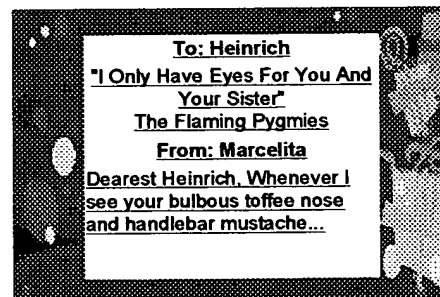 To: Heinrich
"I Only Have Eyes For You And
Your Sister"
The Flaming Pygmies
From: Marcelita
Dearest Heinrich, Whenever I
see your bulbous toffee nose
and handlebar mustache...